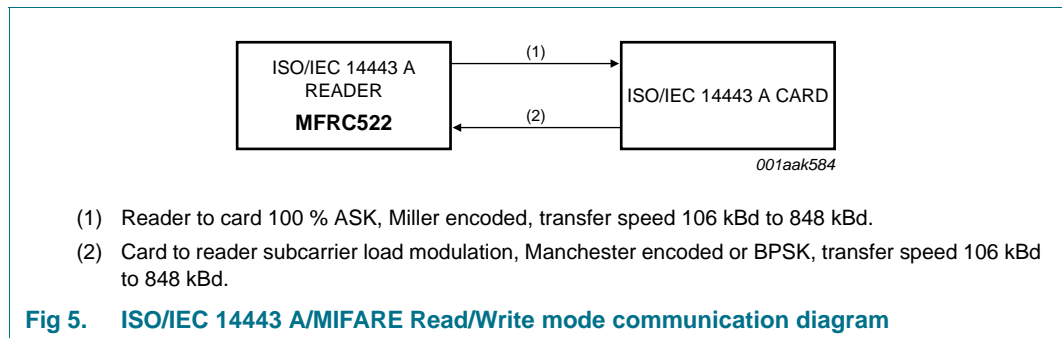 (1)
ISO/IEC 14443 A
READER
MFRC522
ISO/IEC 14443 A CARD
(2)
001aak584
(1) Reader to card 100 % ASK, Miller encoded, transfer speed 106 kBd to 848 kBd.
(2) Card to reader subcarrier load modulation, Manchester encoded or BPSK, transfer speed 106 kBd
to 848 kBd.
Fig 5. ISO/IEC 14443 A/MIFARE Read/Write mode communication diagram